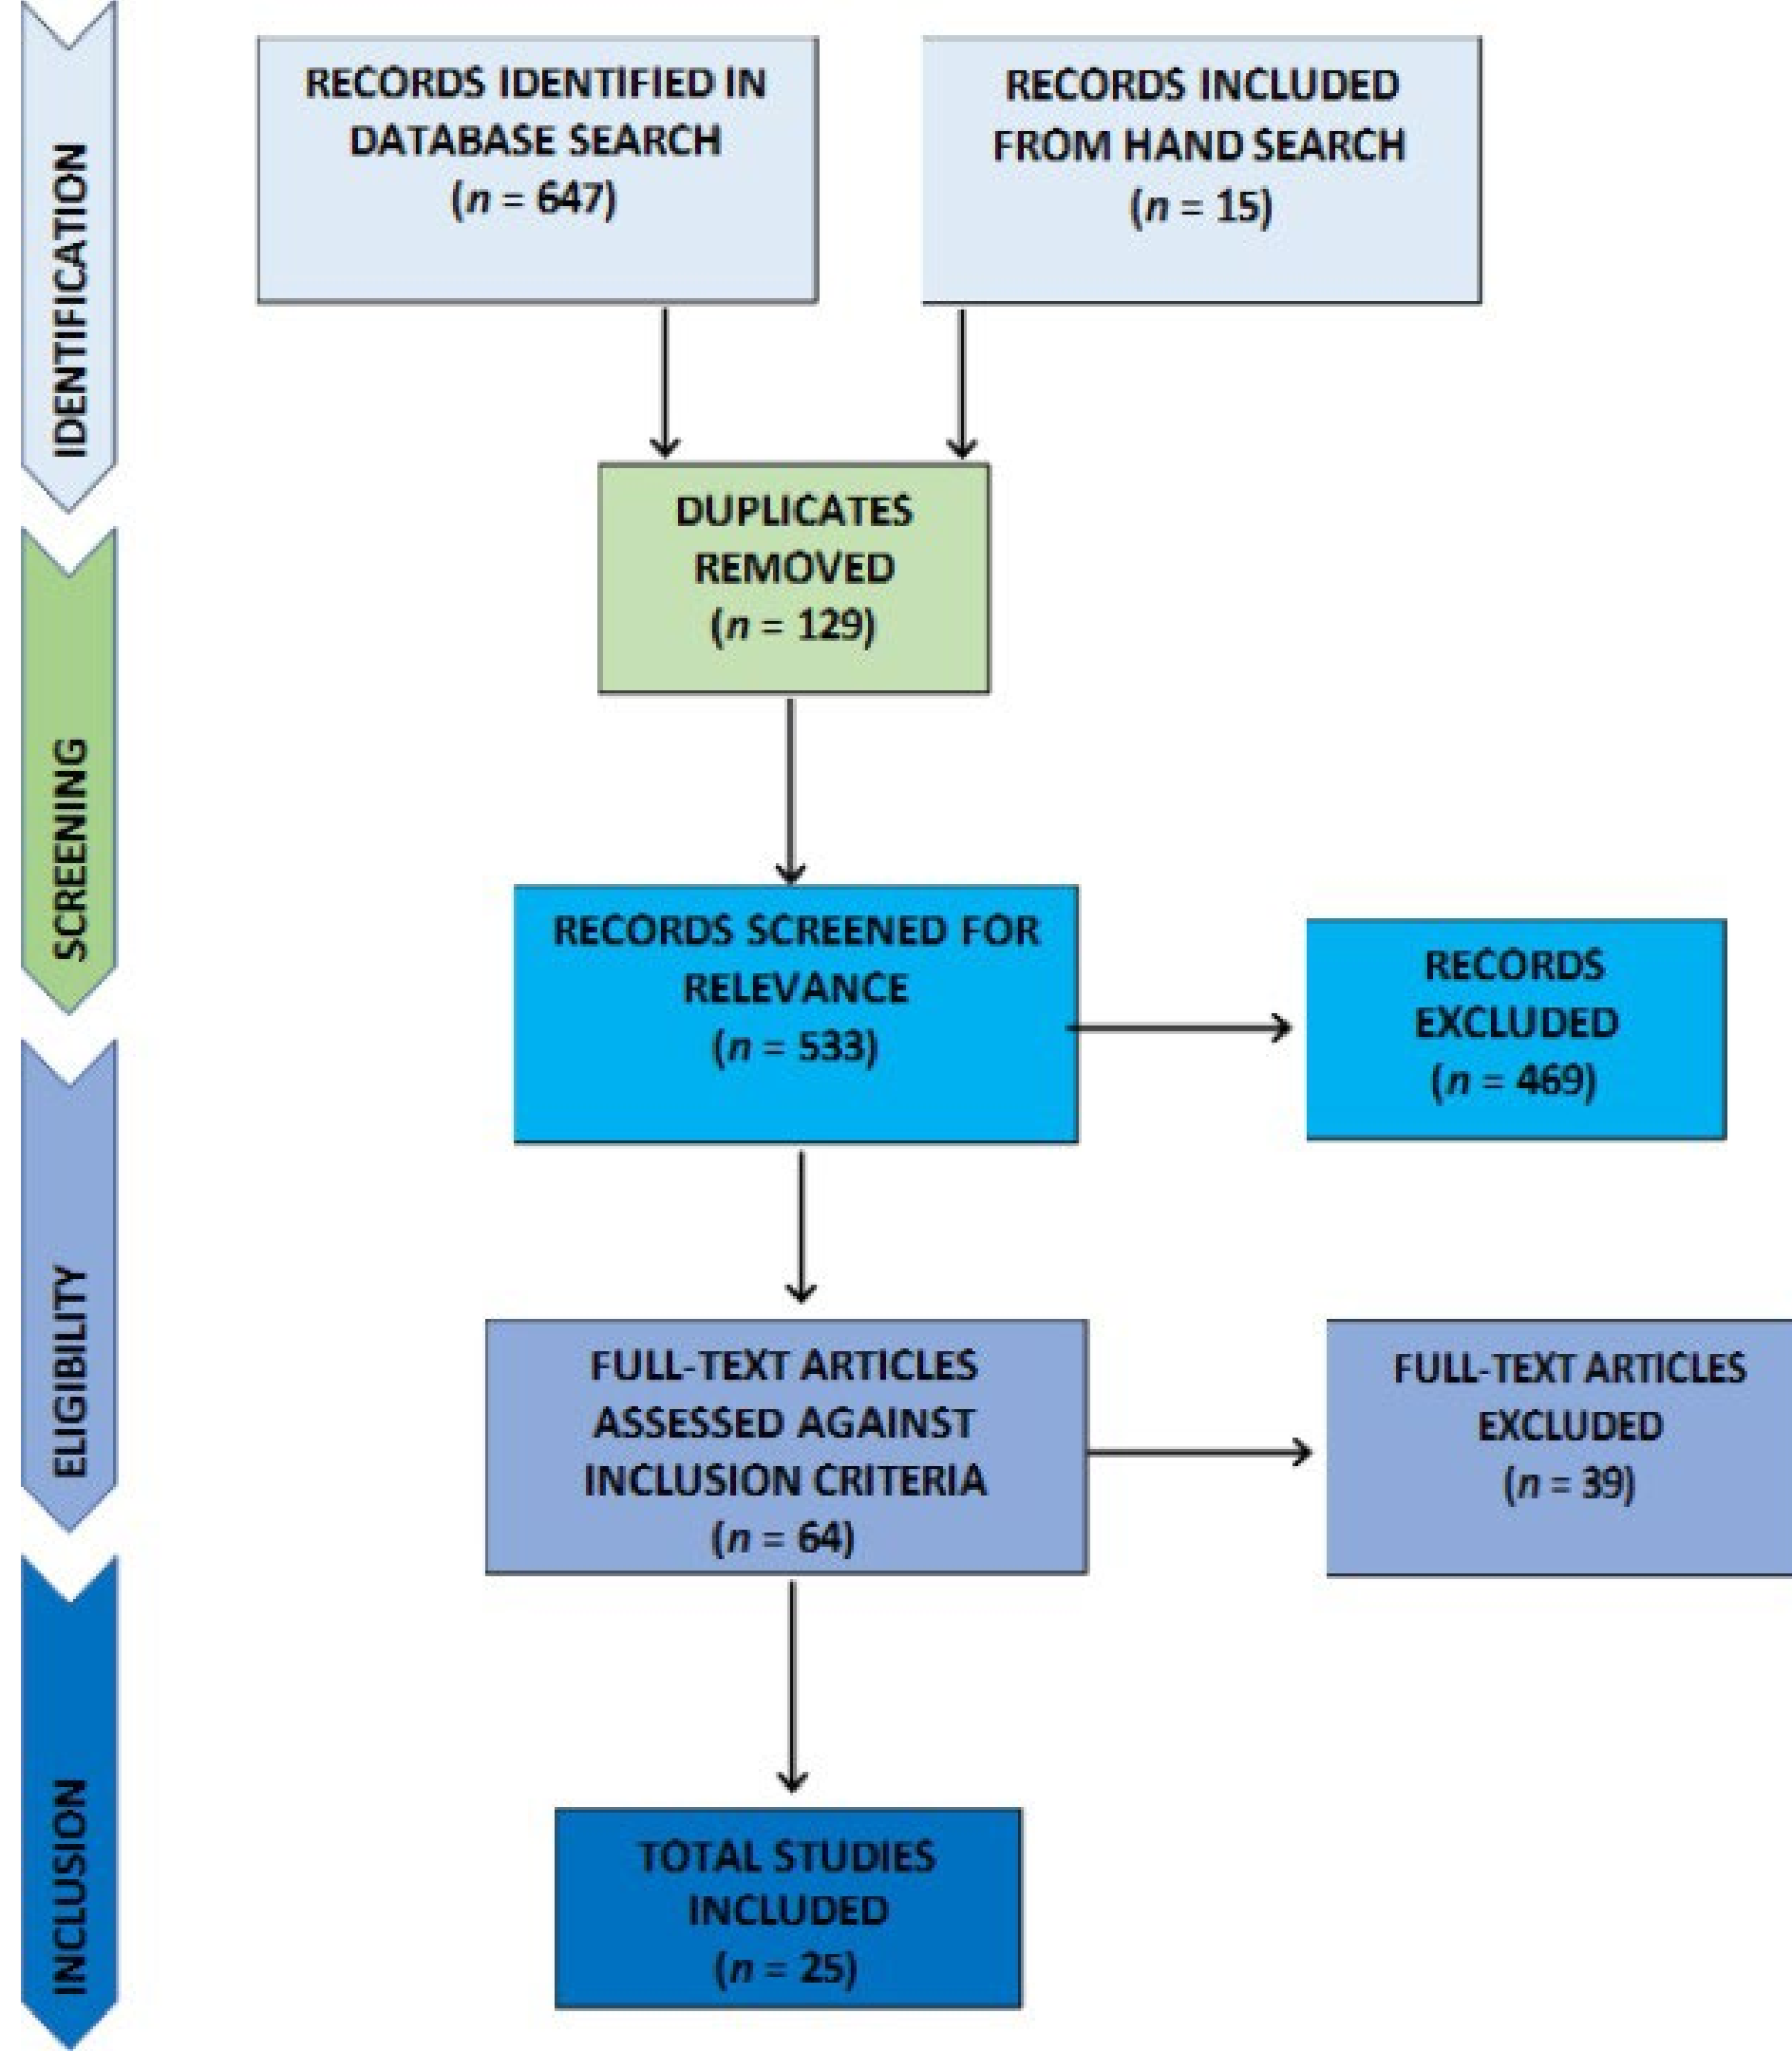 IDENTIFICATION
RECORDS IDENTIFIED IN
DATABASE SEARCH
(n = 647)
RECORDS INCLUDED
FROM HAND SEARCH
(n = 15)
SCREENING
DUPLICATES
REMOVED
(n = 129)
RECORDS SCREENED FOR
RELEVANCE
(n = 533)
RECORDS
EXCLUDED
(n = 469)
ELIGIBILITY
FULL-TEXT ARTICLES
ASSESSED AGAINST
INCLUSION CRITERIA
(n = 64)
FULL-TEXT ARTICLES
EXCLUDED
(n = 39)
INCLUSION
TOTAL STUDIES
INCLUDED
(n = 25)